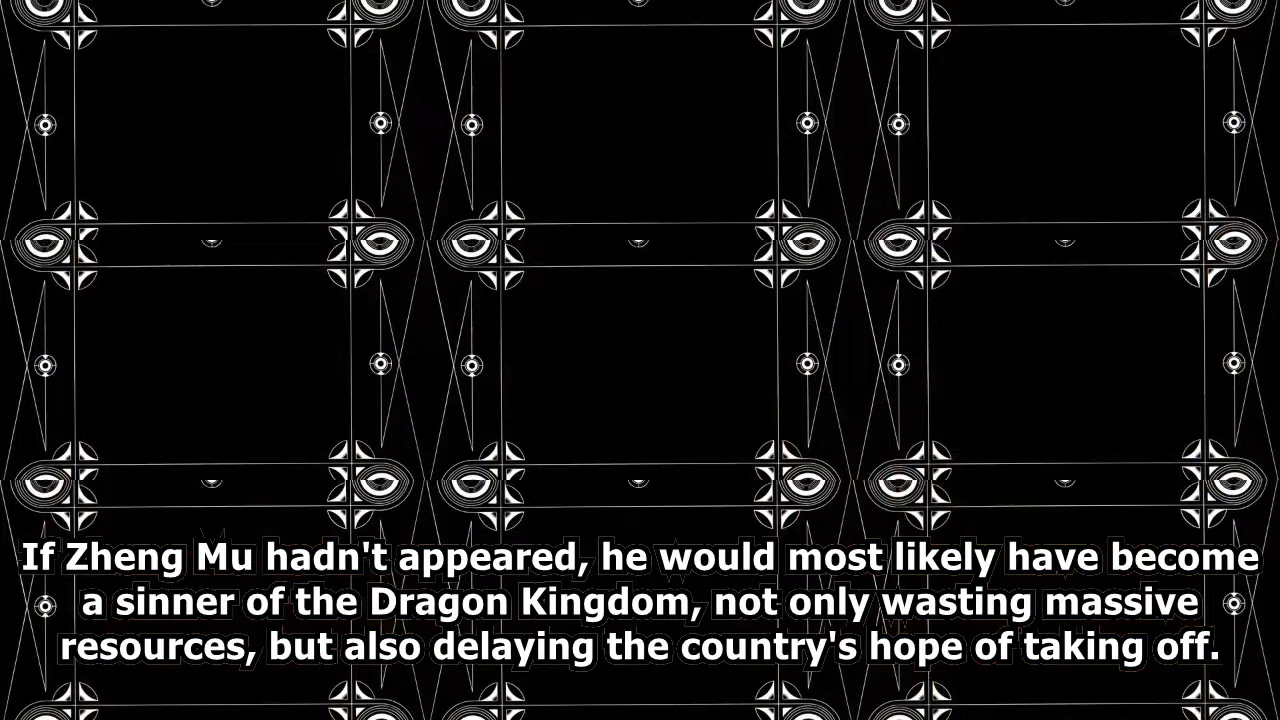 If Zheng Mu hadn't appeared, he would most likely have become
a sinner of the Dragon Kingdom, not only wasting massive
resources, but also delaying the country's hope of taking off.